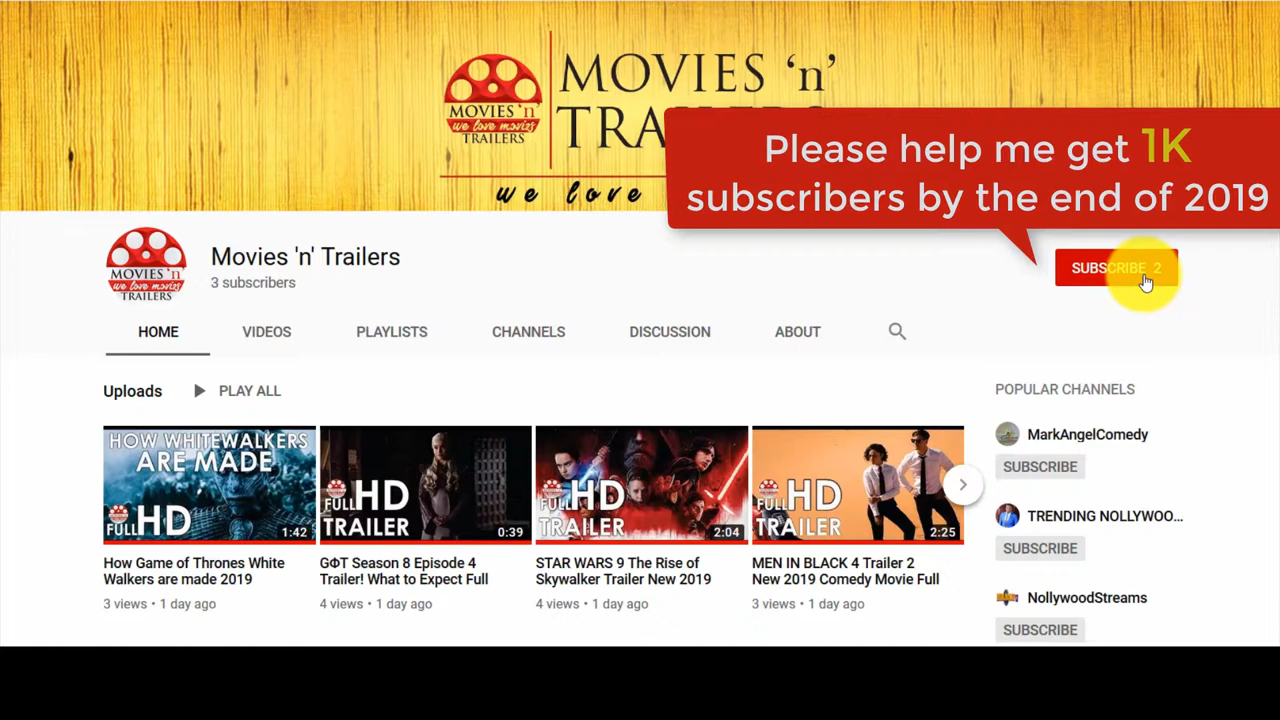 MOVIES 'n'
MOVIES 'n'
we love movizs
TRAILERS
TRA
we love
Please help me get 1K
subscribers by the end of 2019
MOVIES 'n'
we love movizs
TRAILERS
Movies 'n' Trailers
3 subscribers
SUBSCRIBE 2
HOME VIDEOS PLAYLISTS CHANNELS DISCUSSION ABOUT
Uploads PLAY ALL
POPULAR CHANNELS
HOW WHITEWALKERS
ARE MADE
FULL HD
1:42
FULL HD
TRAILER
0:39
FULL HD
TRAILER
2:04
FULL HD
TRAILER
2:25
How Game of Thrones White
Walkers are made 2019
3 views • 1 day ago
GФT Season 8 Episode 4
Trailer! What to Expect Full
4 views • 1 day ago
STAR WARS 9 The Rise of
Skywalker Trailer New 2019
4 views • 1 day ago
MEN IN BLACK 4 Trailer 2
New 2019 Comedy Movie Full
3 views • 1 day ago
MarkAngelComedy
SUBSCRIBE
TRENDING NOLLYWOO...
SUBSCRIBE
NollywoodStreams
SUBSCRIBE